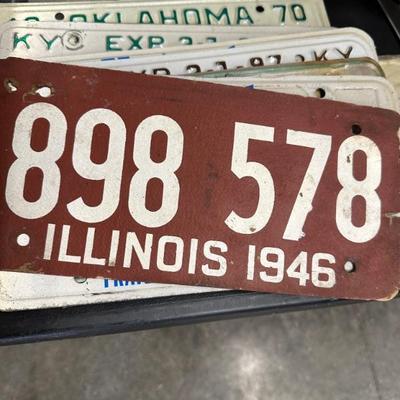 OKLAHOMA 70
KY EXP
KY
898 578
ILLINOIS 1946